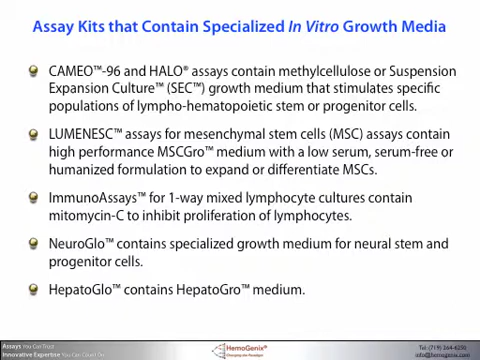 Assay Kits that Contain Specialized In Vitro Growth Media
CAMEO™-96 and HALO® assays contain methylcellulose or Suspension
Expansion Culture™ (SEC™) growth medium that stimulates specific
populations of lympho-hematopoietic stem or progenitor cells.
LUMENESC™ assays for mesenchymal stem cells (MSC) assays contain
high performance MSCGro™ medium with a low serum, serum-free or
humanized formulation to expand or differentiate MSCs.
ImmunoAssays™ for 1-way mixed lymphocyte cultures contain
mitomycin-C to inhibit proliferation of lymphocytes.
NeuroGlo™ contains specialized growth medium for neural stem and
progenitor cells.
HepatoGlo™ contains HepatoGro™ medium.
Assays You Can Trust
Innovative Expertise You Can Count On
HemoGenix®
Changing the Paradigm
Tel: (719) 264-6250
info@hemogenix.com